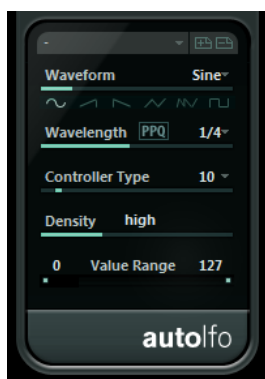 -
Waveform Sine
Wavelength PPQ 1/4
Controller Type 10
Density high
0 Value Range 127
autolfo